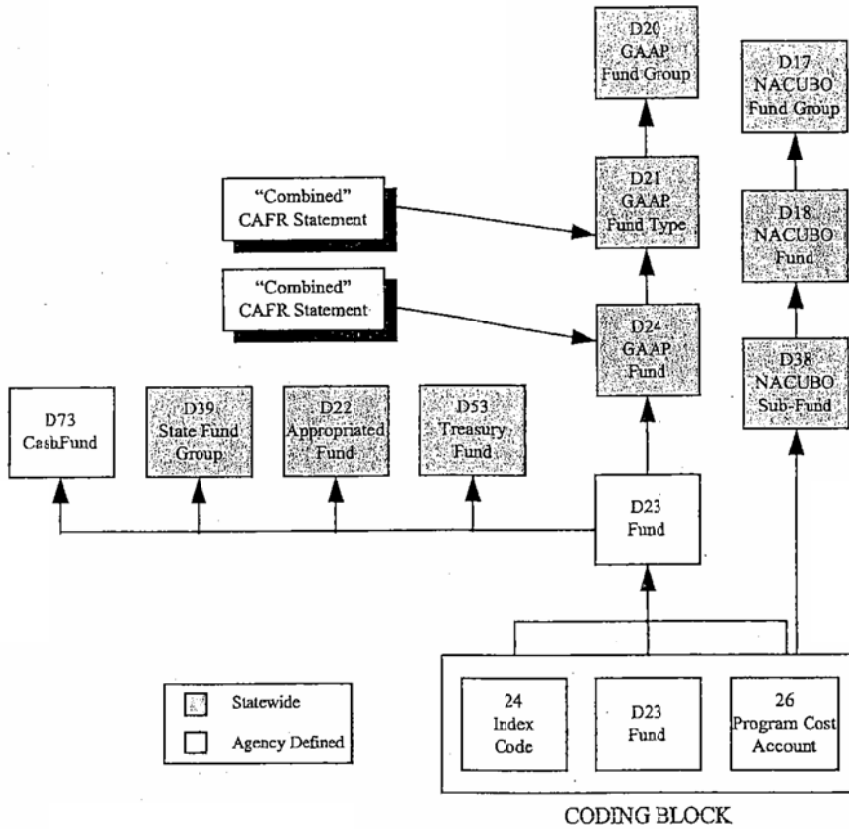 D20
GAAP
Fund Group
D17
NACUBO
Fund Group
"Combined"
CAFR Statement
D21
GAAP
Fund Type
D18
NACUBO
Fund
"Combined"
CAFR Statement
D24
GAAP
Fund
D38
NACUBO
Sub-Fund
D73
CashFund
D39
State Fund
Group
D22
Appropriated
Fund
D53
Treasury
Fund
D23
Fund
24
Index
Code
D23
Fund
26
Program Cost
Account
Statewide
Agency Defined
CODING BLOCK